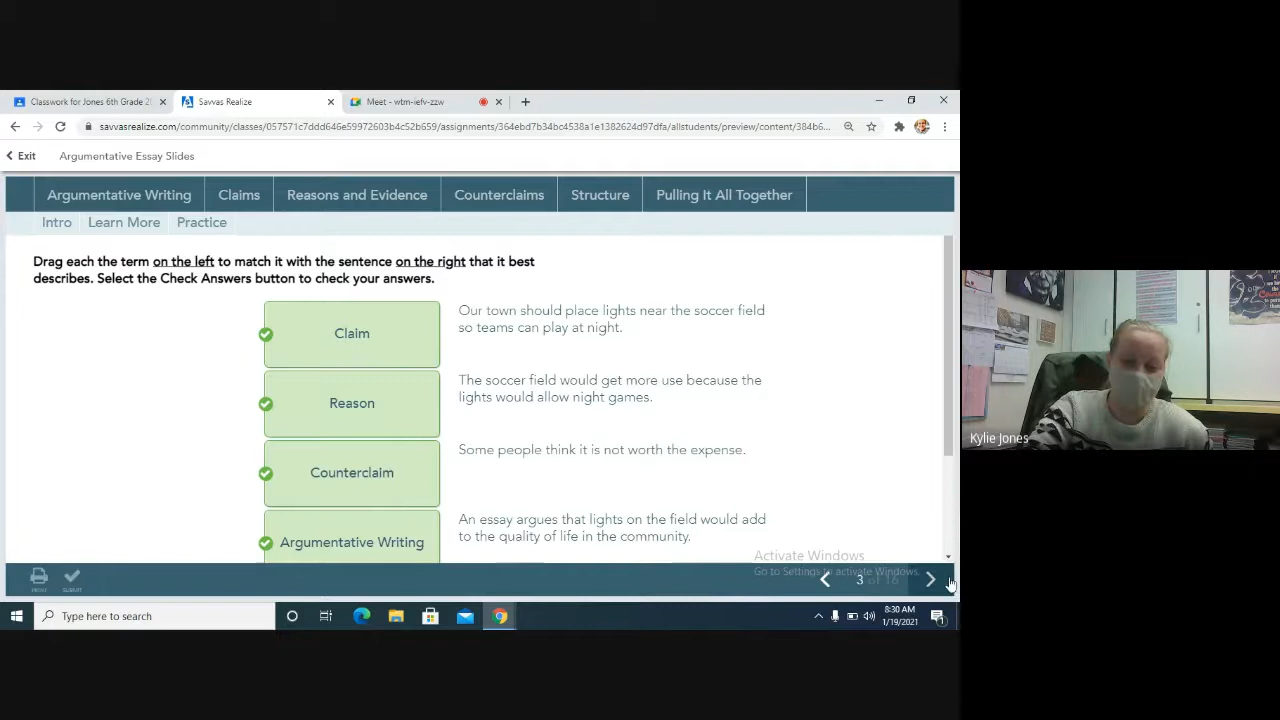 Classwork for Jones 6th Grade 2
Savvas Realize
Meet - wtm-iefv-zzw
savvasrealize.com/community/classes/057571c7ddd646e59972603b4c52b659/assignments/364ebd7b34bc4538a1e1382624d97dfa/allstudents/preview/content/384b6...
Exit
Argumentative Essay Slides
Argumentative Writing
Claims
Reasons and Evidence
Counterclaims
Structure
Pulling It All Together
Intro
Learn More
Practice
Drag each the term on the left to match it with the sentence on the right that it best
describes. Select the Check Answers button to check your answers.
Claim
Our town should place lights near the soccer field
so teams can play at night.
Reason
The soccer field would get more use because the
lights would allow night games.
Counterclaim
Some people think it is not worth the expense.
Argumentative Writing
An essay argues that lights on the field would add
to the quality of life in the community.
Activate Windows
Go to Settings to activate Windows.
PRINT
SUBMIT
3 of 16
Type here to search
8:30 AM
1/19/2021
Kylie Jones